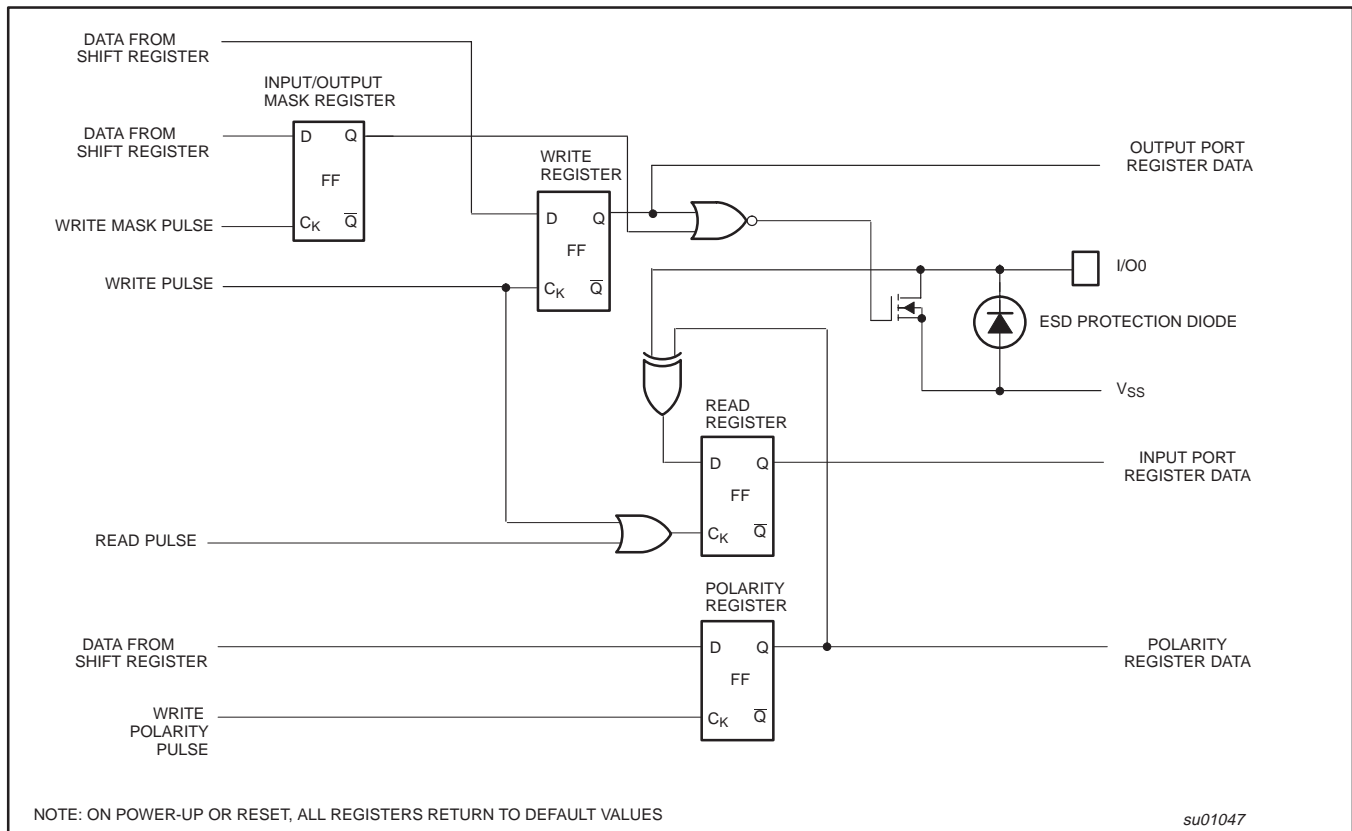 DATA FROM
SHIFT REGISTER
INPUT/OUTPUT
MASK REGISTER
DATA FROM
SHIFT REGISTER
D Q
FF
CK Q̅
WRITE MASK PULSE
WRITE PULSE
WRITE
REGISTER
D Q
FF
CK Q̅
OUTPUT PORT
REGISTER DATA
I/O0
ESD PROTECTION DIODE
VSS
READ
REGISTER
D Q
FF
CK Q̅
INPUT PORT
REGISTER DATA
READ PULSE
POLARITY
REGISTER
DATA FROM
SHIFT REGISTER
D Q
FF
CK Q̅
POLARITY
REGISTER DATA
WRITE
POLARITY
PULSE
NOTE: ON POWER-UP OR RESET, ALL REGISTERS RETURN TO DEFAULT VALUES
su01047